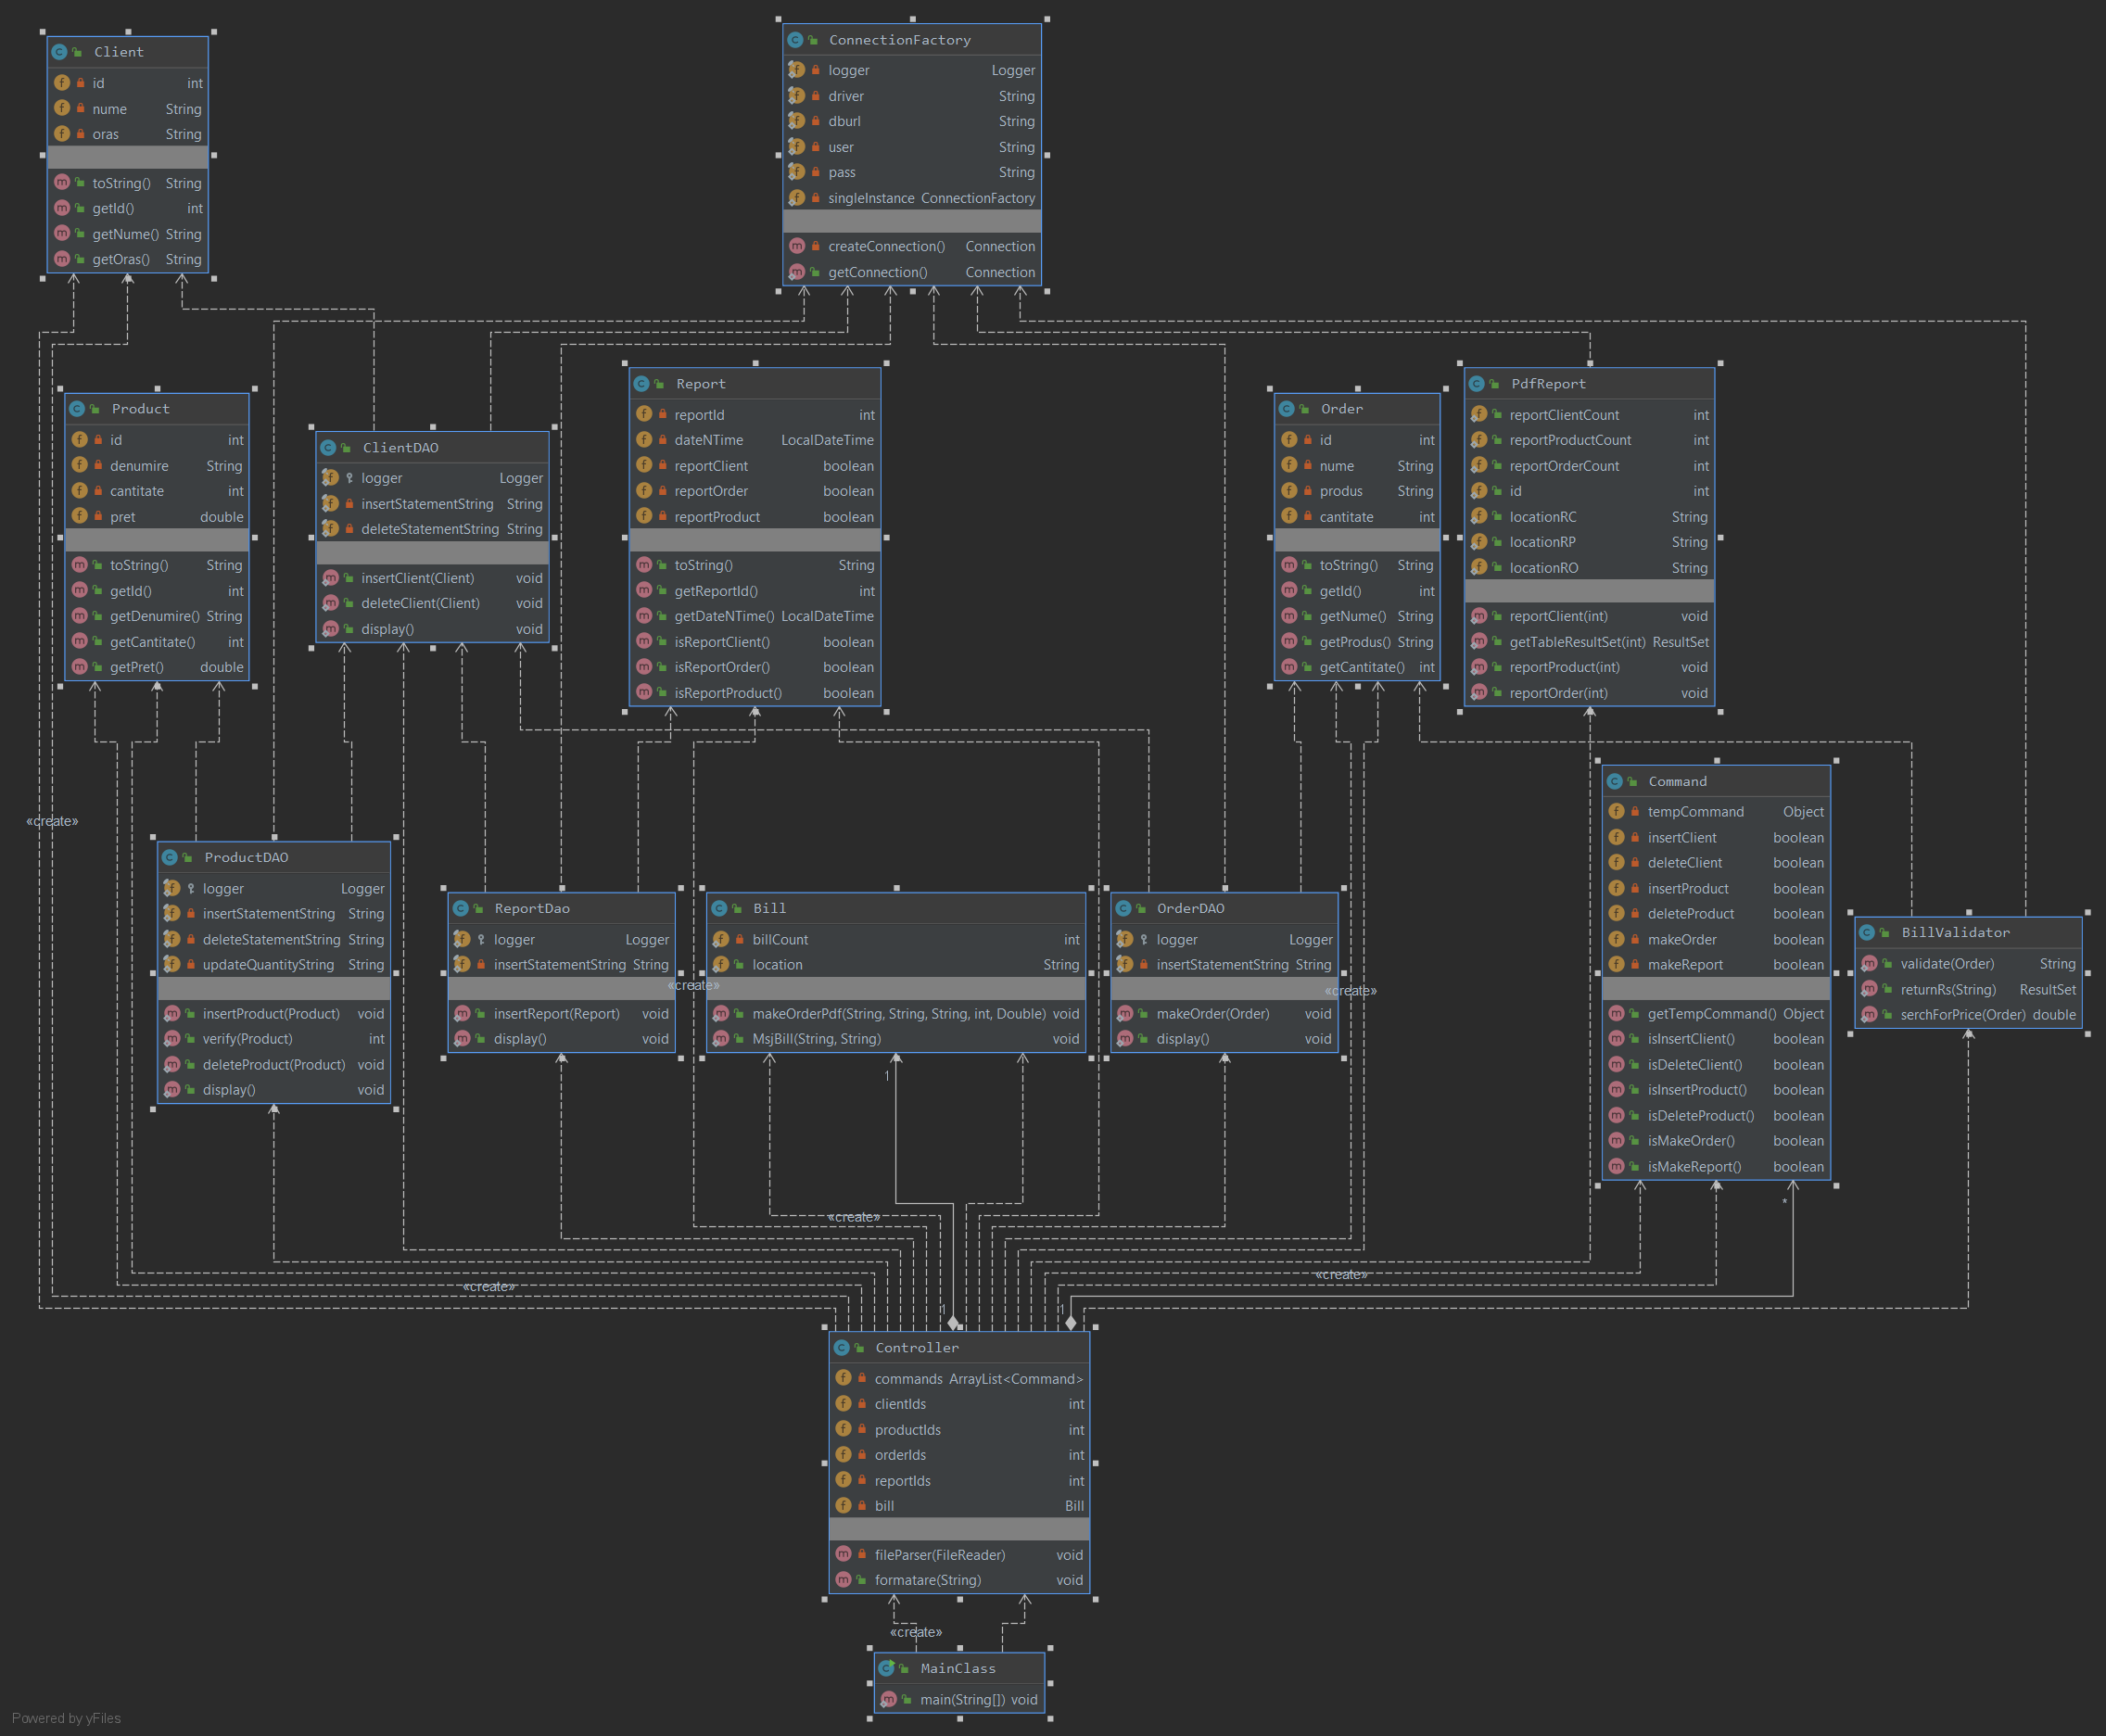 Client
id int
nume String
oras String
toString() String
getId() int
getNume() String
getOras() String
ConnectionFactory
logger Logger
driver String
dburl String
user String
pass String
singleInstance ConnectionFactory
createConnection() Connection
getConnection() Connection
Product
id int
denumire String
cantitate int
pret double
toString() String
getId() int
getDenumire() String
getCantitate() int
getPret() double
ClientDAO
logger Logger
insertStatementString String
deleteStatementString String
insertClient(Client) void
deleteClient(Client) void
display() void
Report
reportId int
dateNTime LocalDateTime
reportClient boolean
reportOrder boolean
reportProduct boolean
toString() String
getReportId() int
getDateNTime() LocalDateTime
isReportClient() boolean
isReportOrder() boolean
isReportProduct() boolean
Order
id int
nume String
produs String
cantitate int
toString() String
getId() int
getNume() String
getProdus() String
getCantitate() int
PdfReport
reportClientCount int
reportProductCount int
reportOrderCount int
id int
locationRC String
locationRP String
locationRO String
reportClient(int) void
getTableResultSet(int) ResultSet
reportProduct(int) void
reportOrder(int) void
«create»
ProductDAO
logger Logger
insertStatementString String
deleteStatementString String
updateQuantityString String
insertProduct(Product) void
verify(Product) int
deleteProduct(Product) void
display() void
ReportDao
logger Logger
insertStatementString String
insertReport(Report) void
display() void
«create»
Bill
billCount int
location String
makeOrderPdf(String, String, String, int, Double) void
MsjBill(String, String) void
OrderDAO
logger Logger
insertStatementString String
makeOrder(Order) void
display() void
«create»
Command
tempCommand Object
insertClient boolean
deleteClient boolean
insertProduct boolean
deleteProduct boolean
makeOrder boolean
makeReport boolean
getTempCommand() Object
isInsertClient() boolean
isDeleteClient() boolean
isInsertProduct() boolean
isDeleteProduct() boolean
isMakeOrder() boolean
isMakeReport() boolean
BillValidator
validate(Order) String
returnRs(String) ResultSet
serchForPrice(Order) double
1
*
«create»
«create»
«create»
1
1
Controller
commands ArrayList<Command>
clientIds int
productIds int
orderIds int
reportIds int
bill Bill
fileParser(FileReader) void
formatare(String) void
«create»
MainClass
main(String[]) void
Powered by yFiles